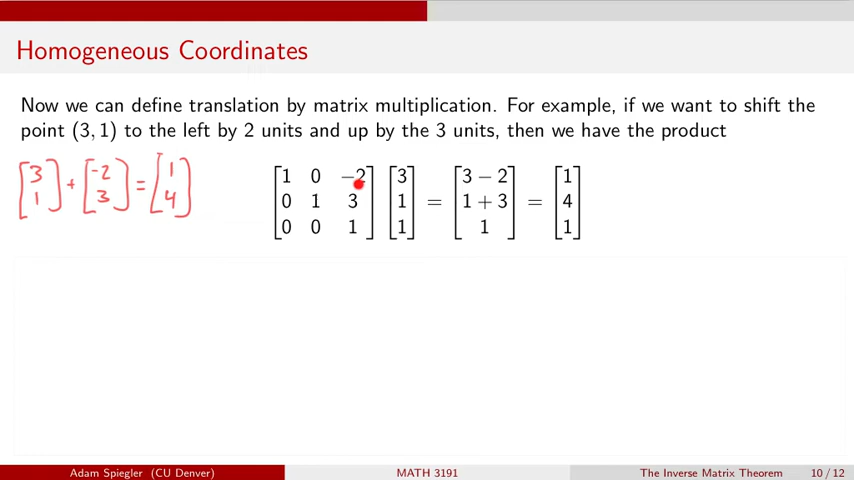 Homogeneous Coordinates
Now we can define translation by matrix multiplication. For example, if we want to shift the
point (3, 1) to the left by 2 units and up by the 3 units, then we have the product
[3 1] + [-2 3] = [1 4]
[1 0 −2] [3] [3 − 2] [1]
[0 1 3] [1] = [1 + 3] = [4]
[0 0 1] [1] [1] [1]
Adam Spiegler (CU Denver) MATH 3191 The Inverse Matrix Theorem 10 / 12